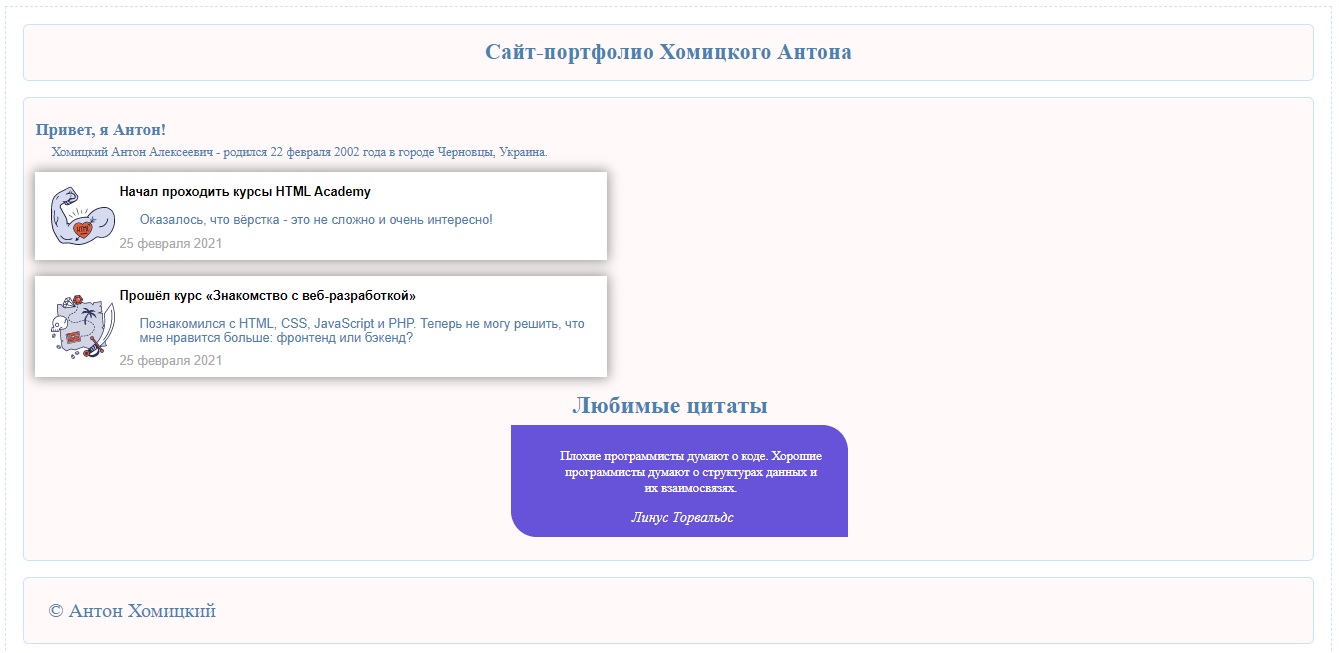 Сайт-портфолио Хомицкого Антона
Привет, я Антон!
Хомицкий Антон Алексеевич - родился 22 февраля 2002 года в городе Черновцы, Украина.
Начал проходить курсы HTML Academy
Оказалось, что вёрстка - это не сложно и очень интересно!
25 февраля 2021
HTML
Прошёл курс «Знакомство с веб-разработкой»
Познакомился с HTML, CSS, JavaScript и PHP. Теперь не могу решить, что
мне нравится больше: фронтенд или бэкенд?
25 февраля 2021
Любимые цитаты
Плохие программисты думают о коде. Хорошие
программисты думают о структурах данных и
их взаимосвязях.
Линус Торвальдс
© Антон Хомицкий